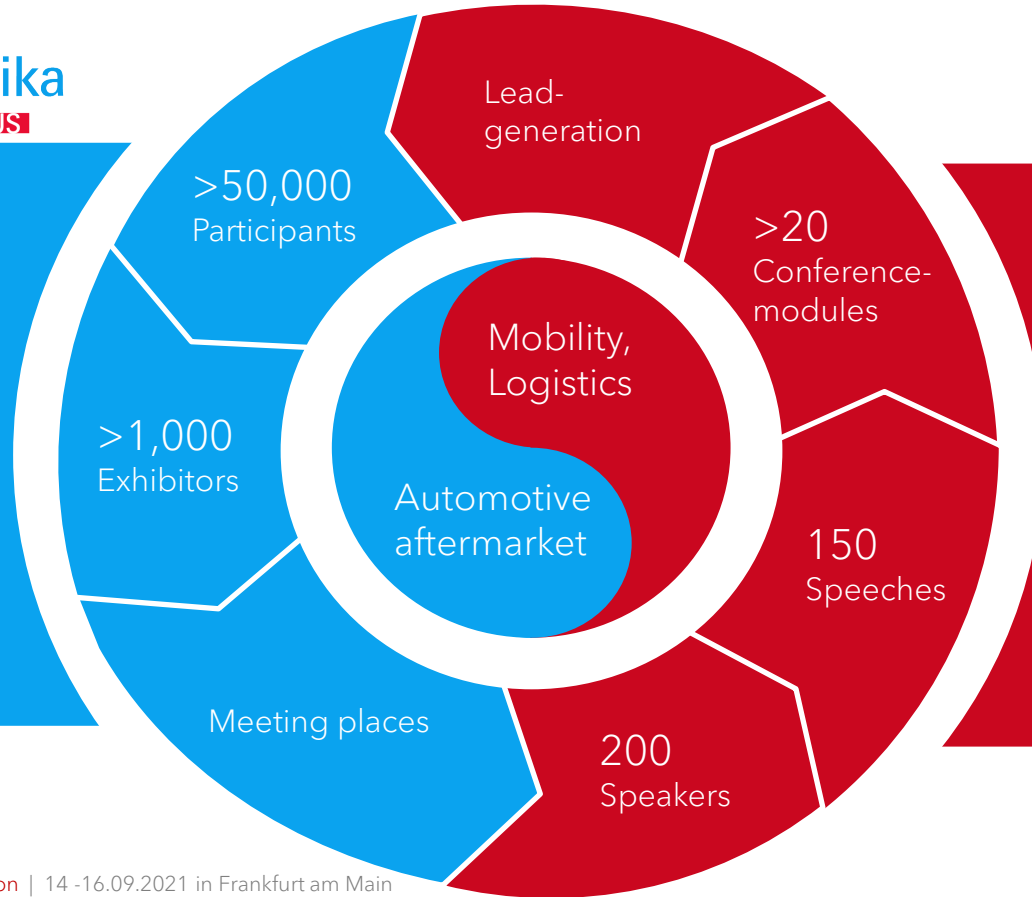 ika
US
Lead-
generation
>50,000
Participants
>20
Conference-
modules
Mobility,
Logistics
>1,000
Exhibitors
Automotive
aftermarket
150
Speeches
Meeting places
200
Speakers
on | 14 -16.09.2021 in Frankfurt am Main